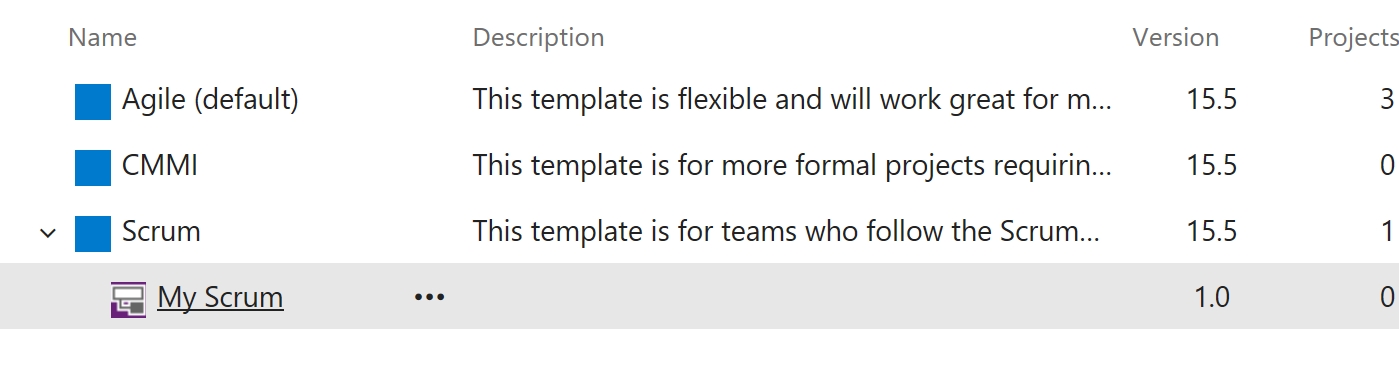 Name Description Version Projects
Agile (default) This template is flexible and will work great for m... 15.5 3
CMMI This template is for more formal projects requirin... 15.5 0
Scrum This template is for teams who follow the Scrum... 15.5 1
My Scrum ••• 1.0 0